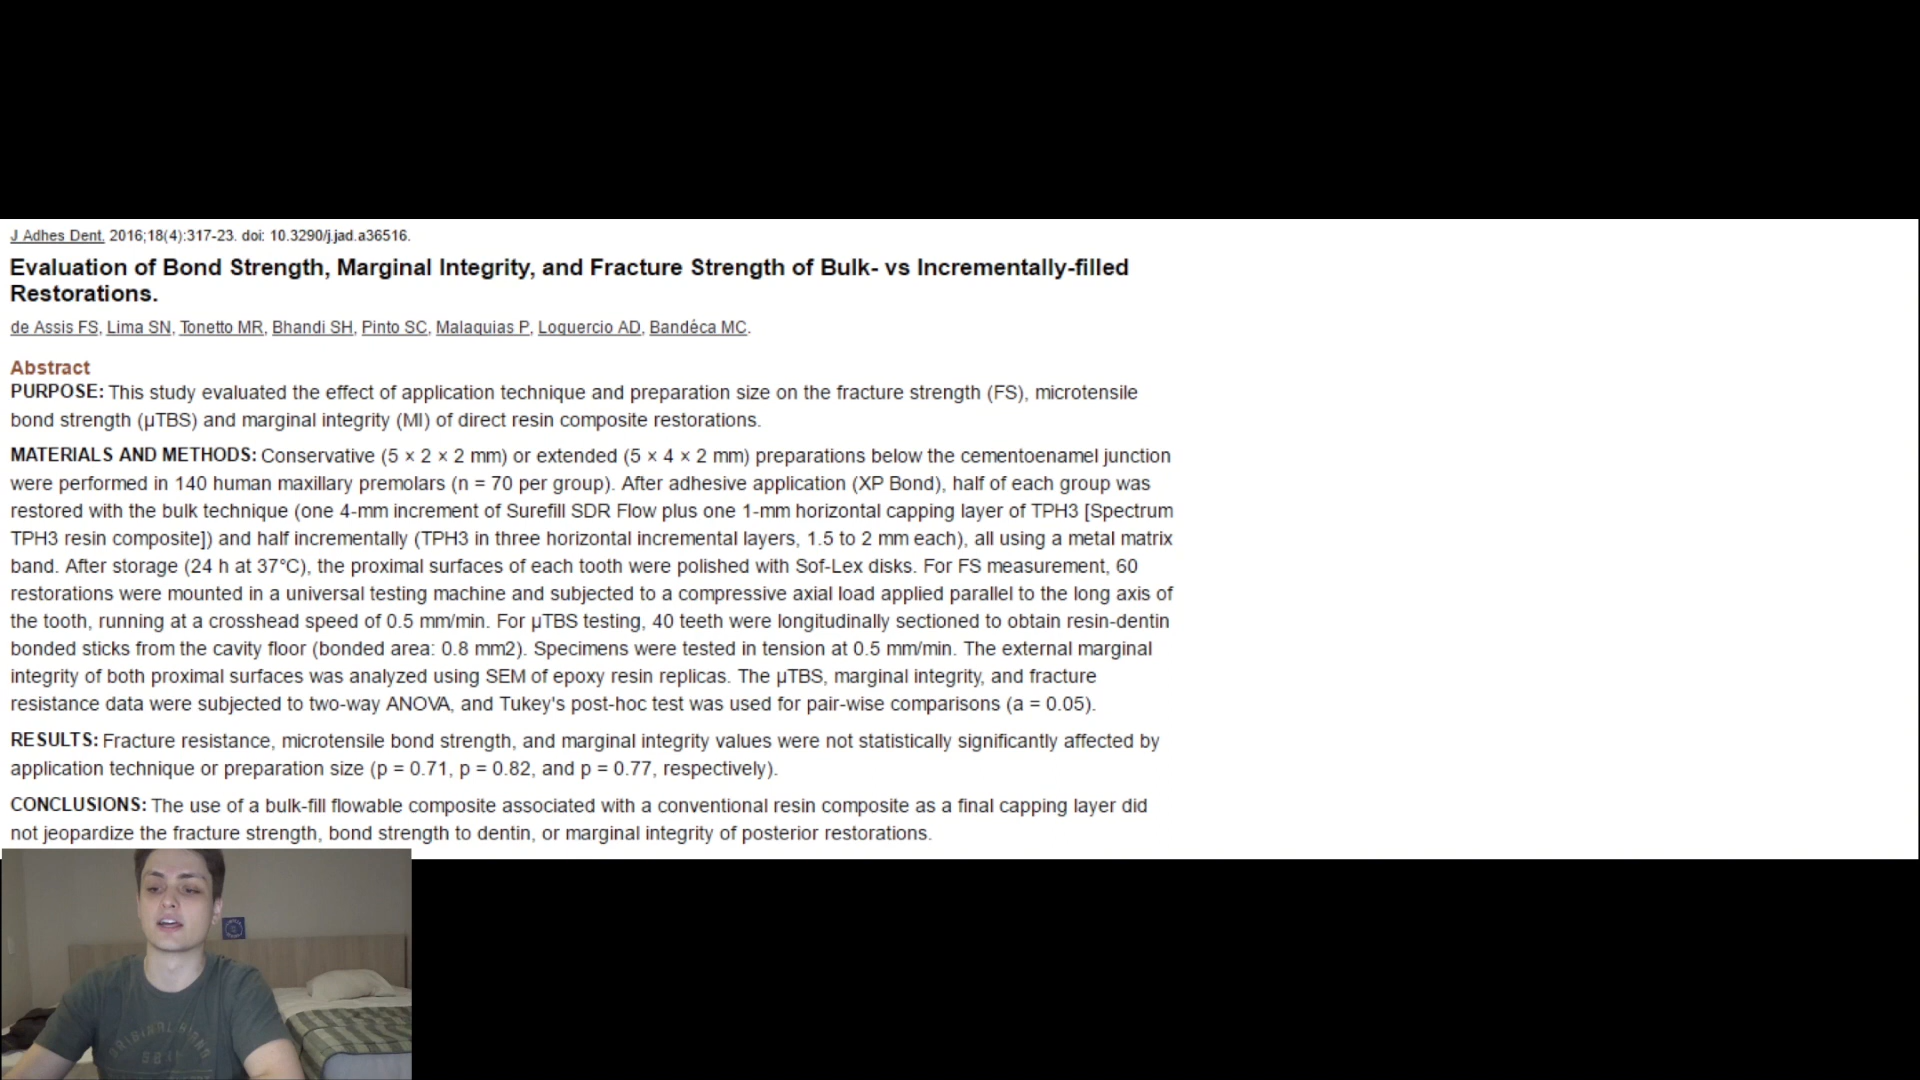 J Adhes Dent. 2016;18(4):317-23. doi: 10.3290/j.jad.a36516.
Evaluation of Bond Strength, Marginal Integrity, and Fracture Strength of Bulk- vs Incrementally-filled
Restorations.
de Assis FS, Lima SN, Tonetto MR, Bhandi SH, Pinto SC, Malaquias P, Loguercio AD, Bandéca MC.
Abstract
PURPOSE: This study evaluated the effect of application technique and preparation size on the fracture strength (FS), microtensile
bond strength (μTBS) and marginal integrity (MI) of direct resin composite restorations.
MATERIALS AND METHODS: Conservative (5 × 2 × 2 mm) or extended (5 × 4 × 2 mm) preparations below the cementoenamel junction
were performed in 140 human maxillary premolars (n = 70 per group). After adhesive application (XP Bond), half of each group was
restored with the bulk technique (one 4-mm increment of Surefill SDR Flow plus one 1-mm horizontal capping layer of TPH3 [Spectrum
TPH3 resin composite]) and half incrementally (TPH3 in three horizontal incremental layers, 1.5 to 2 mm each), all using a metal matrix
band. After storage (24 h at 37°C), the proximal surfaces of each tooth were polished with Sof-Lex disks. For FS measurement, 60
restorations were mounted in a universal testing machine and subjected to a compressive axial load applied parallel to the long axis of
the tooth, running at a crosshead speed of 0.5 mm/min. For μTBS testing, 40 teeth were longitudinally sectioned to obtain resin-dentin
bonded sticks from the cavity floor (bonded area: 0.8 mm2). Specimens were tested in tension at 0.5 mm/min. The external marginal
integrity of both proximal surfaces was analyzed using SEM of epoxy resin replicas. The μTBS, marginal integrity, and fracture
resistance data were subjected to two-way ANOVA, and Tukey's post-hoc test was used for pair-wise comparisons (a = 0.05).
RESULTS: Fracture resistance, microtensile bond strength, and marginal integrity values were not statistically significantly affected by
application technique or preparation size (p = 0.71, p = 0.82, and p = 0.77, respectively).
CONCLUSIONS: The use of a bulk-fill flowable composite associated with a conventional resin composite as a final capping layer did
not jeopardize the fracture strength, bond strength to dentin, or marginal integrity of posterior restorations.
ORIGINAL